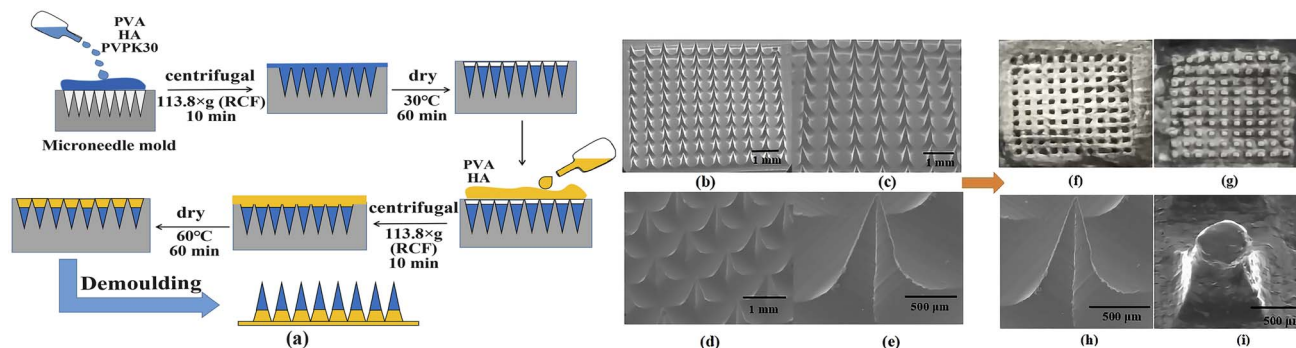 PVA
HA
PVPK30
centrifugal
113.8×g (RCF)
10 min
dry
30℃
60 min
Microneedle mold
PVA
HA
centrifugal
113.8×g
(RCF)
10 min
dry
60℃
60 min
Demoulding
(a)
1 mm
(b)
1 mm
(c)
1 mm
(d)
500 μm
(e)
(f)
(g)
500 μm
(h)
500 μm
(i)